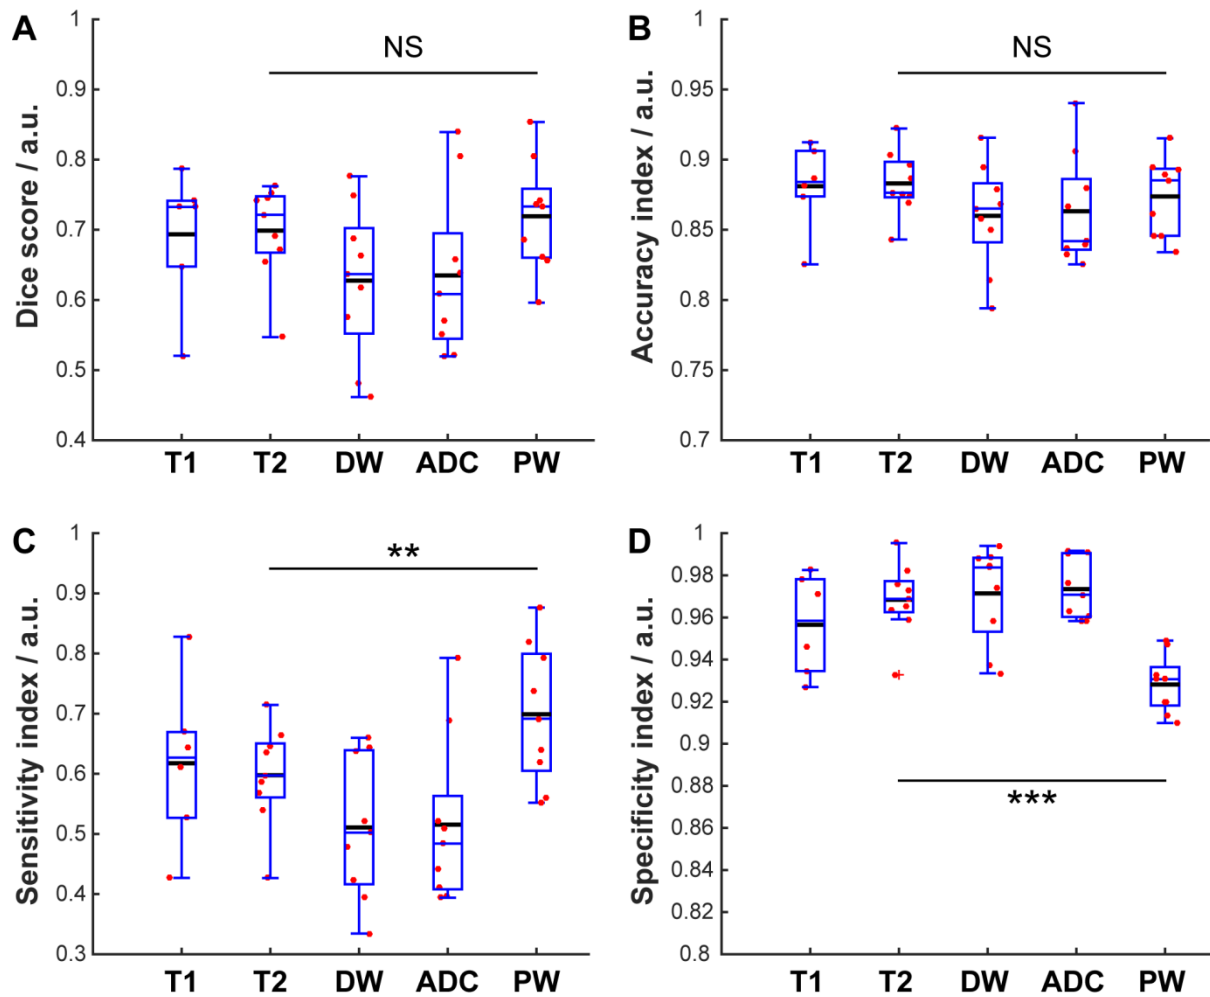 A
Dice score / a.u.
1
0.9
0.8
0.7
0.6
0.5
0.4
NS
T1 T2 DW ADC PW
B
Accuracy index / a.u.
1
0.95
0.9
0.85
0.8
0.75
0.7
NS
T1 T2 DW ADC PW
C
Sensitivity index / a.u.
1
0.9
0.8
0.7
0.6
0.5
0.4
0.3
**
T1 T2 DW ADC PW
D
Specificity index / a.u.
1
0.98
0.96
0.94
0.92
0.9
0.88
0.86
0.84
0.82
0.8
***
T1 T2 DW ADC PW